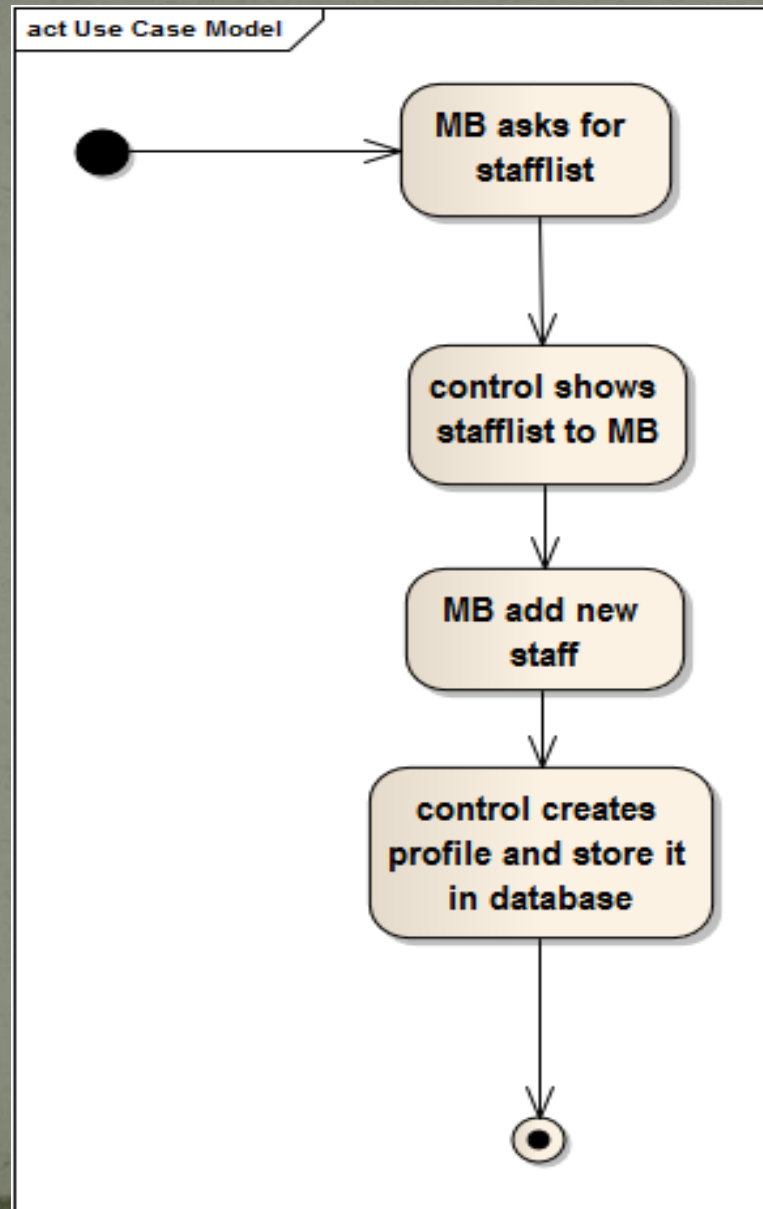 act Use Case Model
MB asks for
stafflist
control shows
stafflist to MB
MB add new
staff
control creates
profile and store it
in database